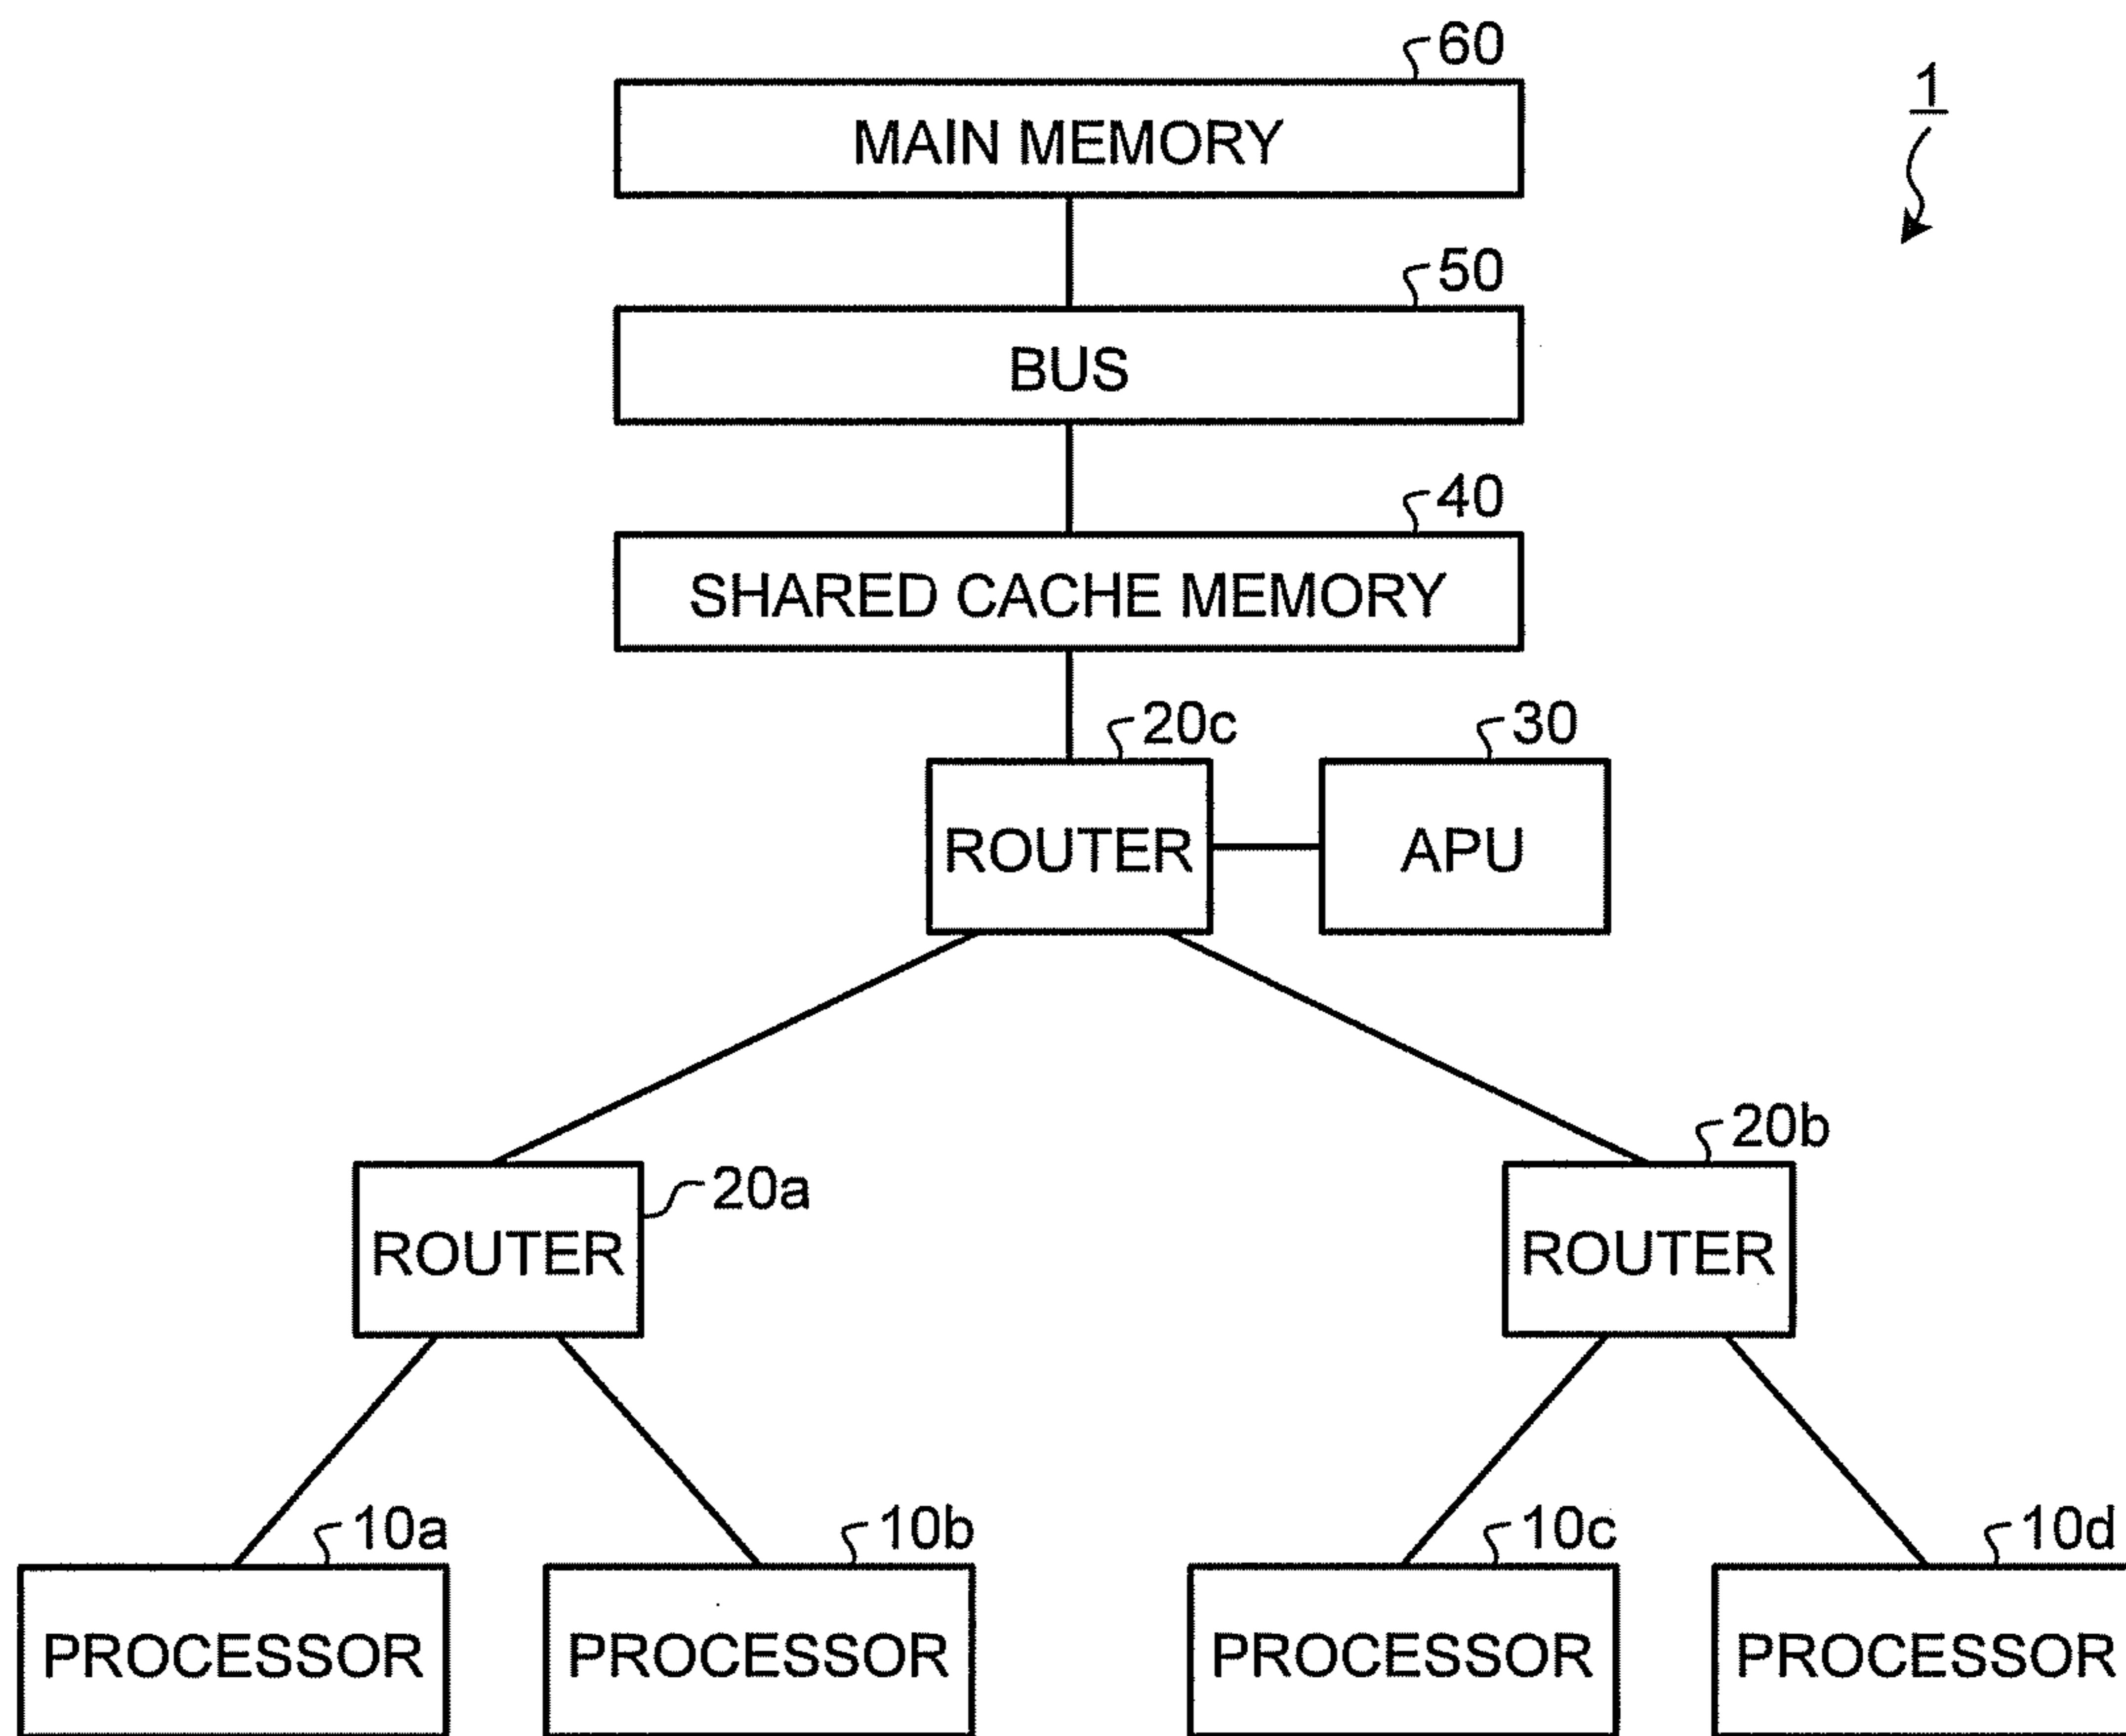 60
1
MAIN MEMORY
50
BUS
40
SHARED CACHE MEMORY
20c
30
ROUTER
APU
20b
20a
ROUTER
ROUTER
10a
10b
10c
10d
PROCESSOR
PROCESSOR
PROCESSOR
PROCESSOR